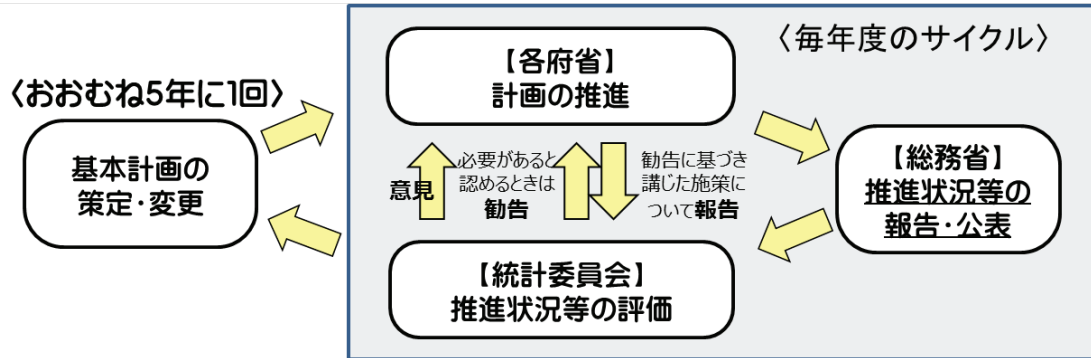 〈おおむね5年に1回〉
基本計画の
策定・変更
〈毎年度のサイクル〉
【各府省】
計画の推進
意見
必要があると
認めるときは
勧告
勧告に基づき
講じた施策に
ついて報告
【総務省】
推進状況等の
報告・公表
【統計委員会】
推進状況等の評価